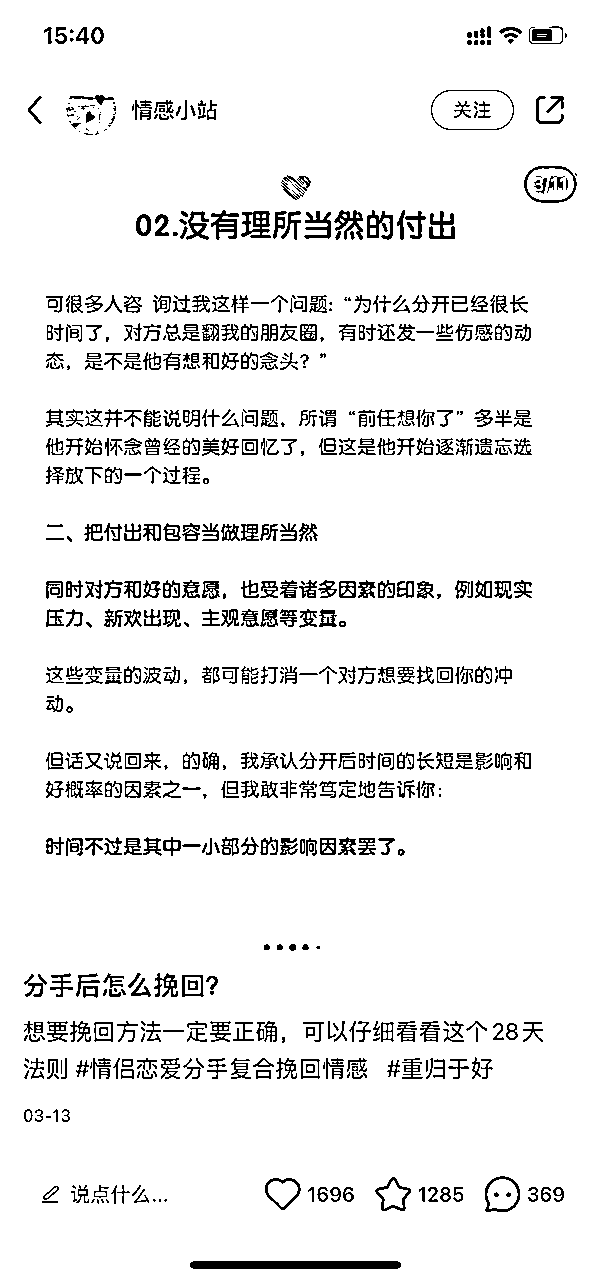 15:40
情感小站
关注
02.没有理所当然的付出
可很多人容 询过我这样一个问题:“为什么分开已经很长
时间了，对方总是翻我的朋友圈，有时还发一些伤感的动
态，是不是他有想和好的念头？”
其实这并不能说明什么问题，所谓“前任想你了”多半是
他开始怀念曾经的美好回忆了，但这是他开始逐渐遗忘选
择放下的一个过程。
二、把付出和包容当做理所当然
同时对方和好的意愿，也受着诸多因素的印象，例如现实
压力、新欢出现、主观意愿等变量。
这些变量的波动，都可能打消一个对方想要找回你的冲
动。
但话又说回来，的确，我承认分开后时间的长短是影响和
好概率的因素之一，但我敢非常笃定地告诉你:
时间不过是其中一小部分的影响因素罢了。
分手后怎么挽回?
想要挽回方法一定要正确，可以仔细看看这个28天
法则 #情侣恋爱分手复合挽回情感 #重归于好
03-13
说点什么...
1696
1285
369